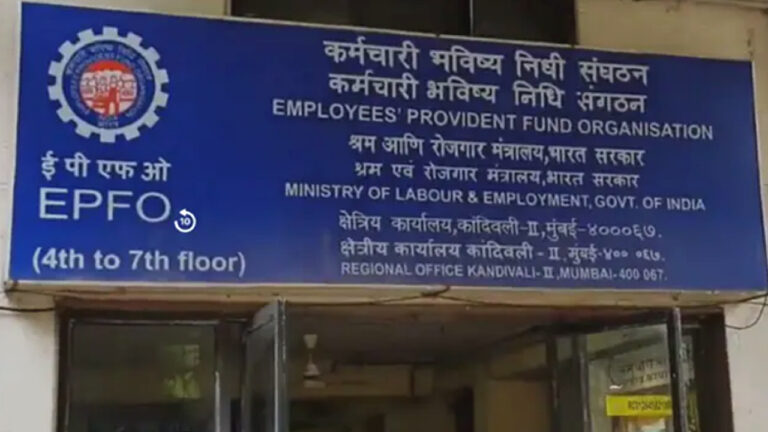 कर्मचारी भविष्य निधी संघठन
कर्मचारी भविष्य निधि संगठन
EMPLOYEES' PROVIDENT FUND ORGANISATION
श्रम आणि रोजगार मंत्रालय,भारत सरकार
श्रम एवं रोजगार मंत्रालय,भारत सरकार
MINISTRY OF LABOUR & EMPLOYMENT, GOVT. OF INDIA
क्षेत्रिय कार्यालय,कांदिवली-II,मुंबई-४०००६७.
क्षेत्रीय कार्यालय कांदिवली - II, मुंबई-४०० ०६७.
REGIONAL OFFICE KANDIVALI-II,MUMBAI-400 067.
ई पी एफ ओ
EPFO
10
(4th to 7th floor)